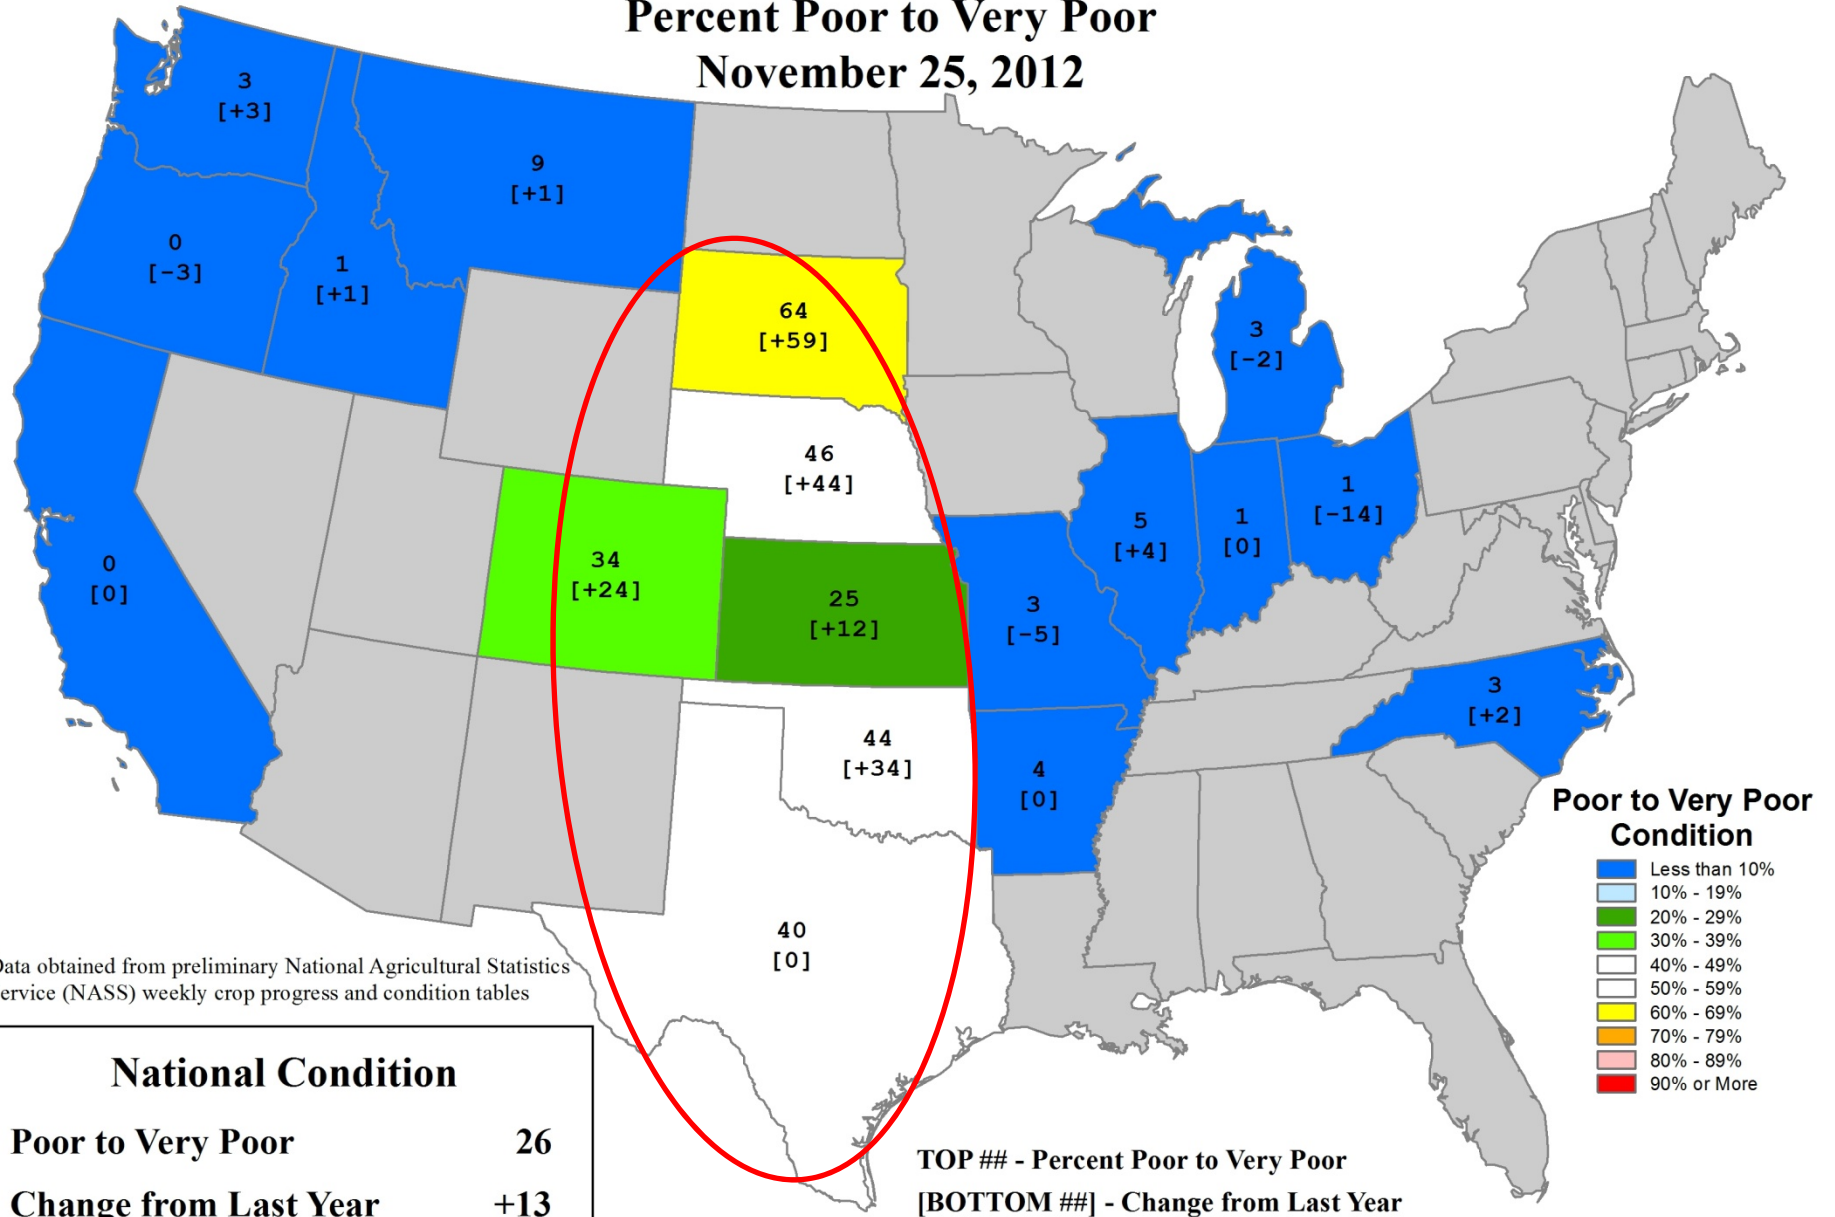 Percent Poor to Very Poor
November 25, 2012
3
[+3]
9
[+1]
0
[-3]
1
[+1]
64
[+59]
3
[-2]
46
[+44]
1
[-14]
5
[+4]
1
[0]
34
[+24]
0
[0]
25
[+12]
3
[-5]
3
[+2]
44
[+34]
4
[0]
40
[0]
Poor to Very Poor
Condition
Less than 10%
10% - 19%
20% - 29%
30% - 39%
40% - 49%
50% - 59%
60% - 69%
70% - 79%
80% - 89%
90% or More
Data obtained from preliminary National Agricultural Statistics
ervice (NASS) weekly crop progress and condition tables
National Condition
Poor to Very Poor 26
Change from Last Year +13
TOP ## - Percent Poor to Very Poor
[BOTTOM ##] - Change from Last Year